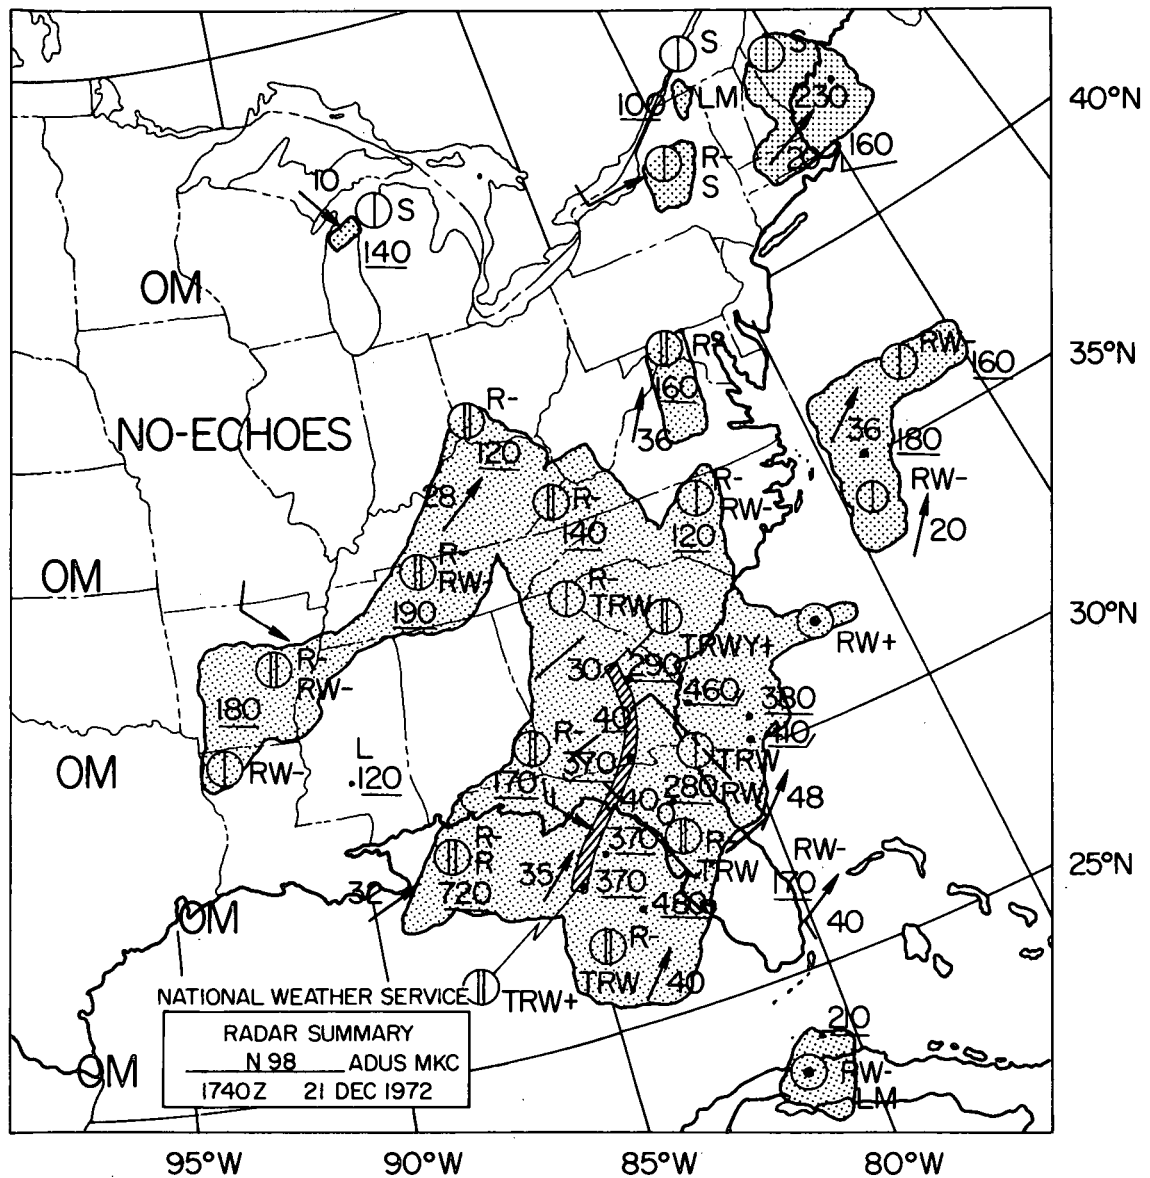 S
S
100
LM
230
40°N
20
160
R-
S
10
S
140
OM
35°N
R-
RW-
160
160
NO-ECHOES
R-
36
36
180
120
28
R-
R-
RW-
RW-
140
120
20
OM
R-
RW-
190
R-
TRW
30°N
TRWY+
RW+
R-
RW-
30
290
460
180
40
380
410
L
.120
R-
370
TRW
OM
RW-
170
40
280
RW
48
R-
R
R-
370
TRW
RW-
25°N
32
720
35
370
170
480
40
OM
R-
TRW
40
NATIONAL WEATHER SERVICE
TRW+
RADAR SUMMARY
N 98 ADUS MKC
1740Z 21 DEC 1972
20
OM
RW-
LM
95°W
90°W
85°W
80°W